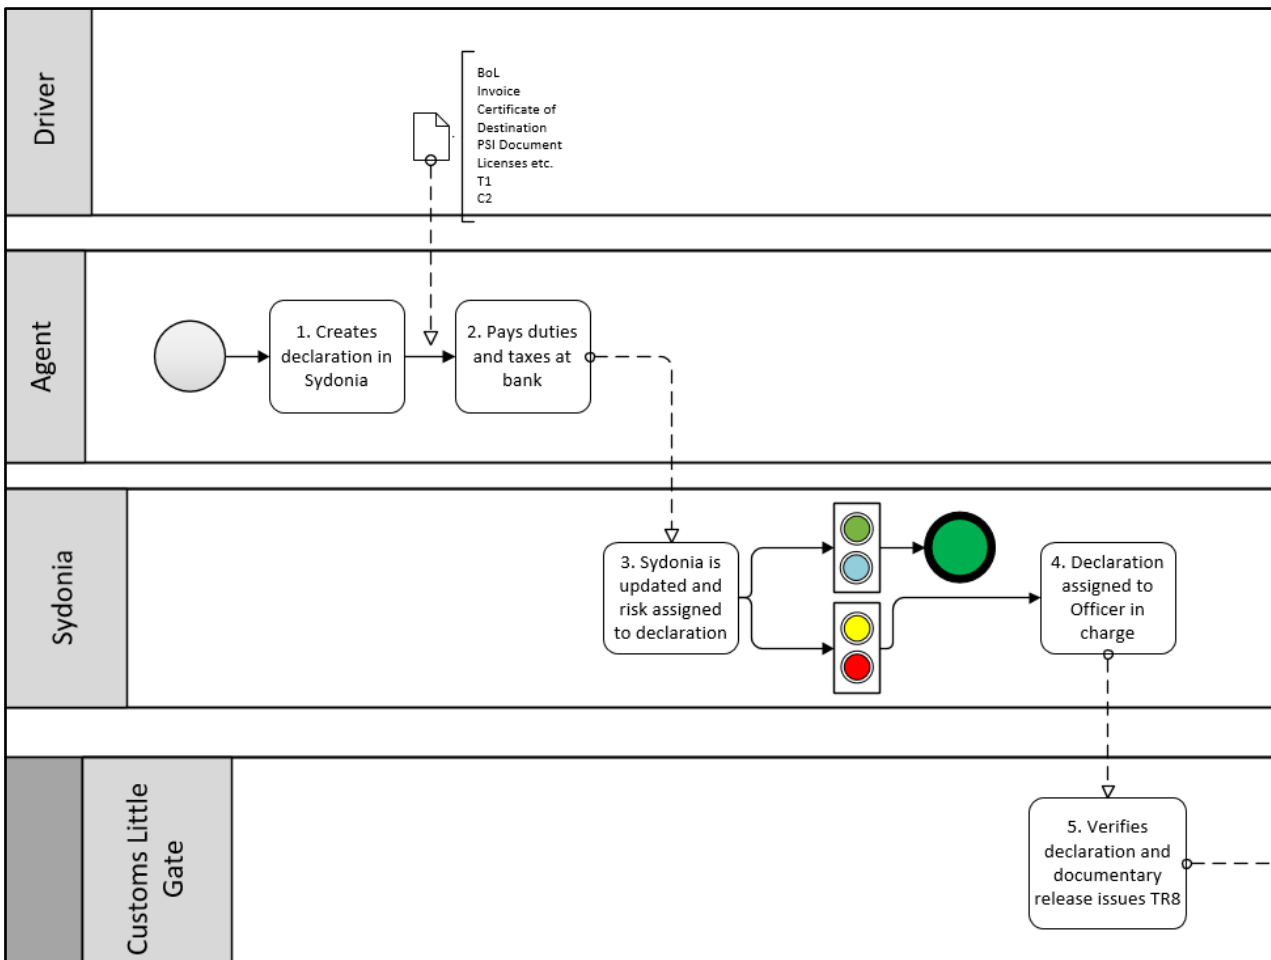 Driver
BoL
Invoice
Certificate of
Destination
PSI Document
Licenses etc.
T1
C2
Agent
1. Creates
declaration in
Sydonia
2. Pays duties
and taxes at
bank
Sydonia
3. Sydonia is
updated and
risk assigned
to declaration
4. Declaration
assigned to
Officer in
charge
Customs Little
Gate
5. Verifies
declaration and
documentary
release issues TR8